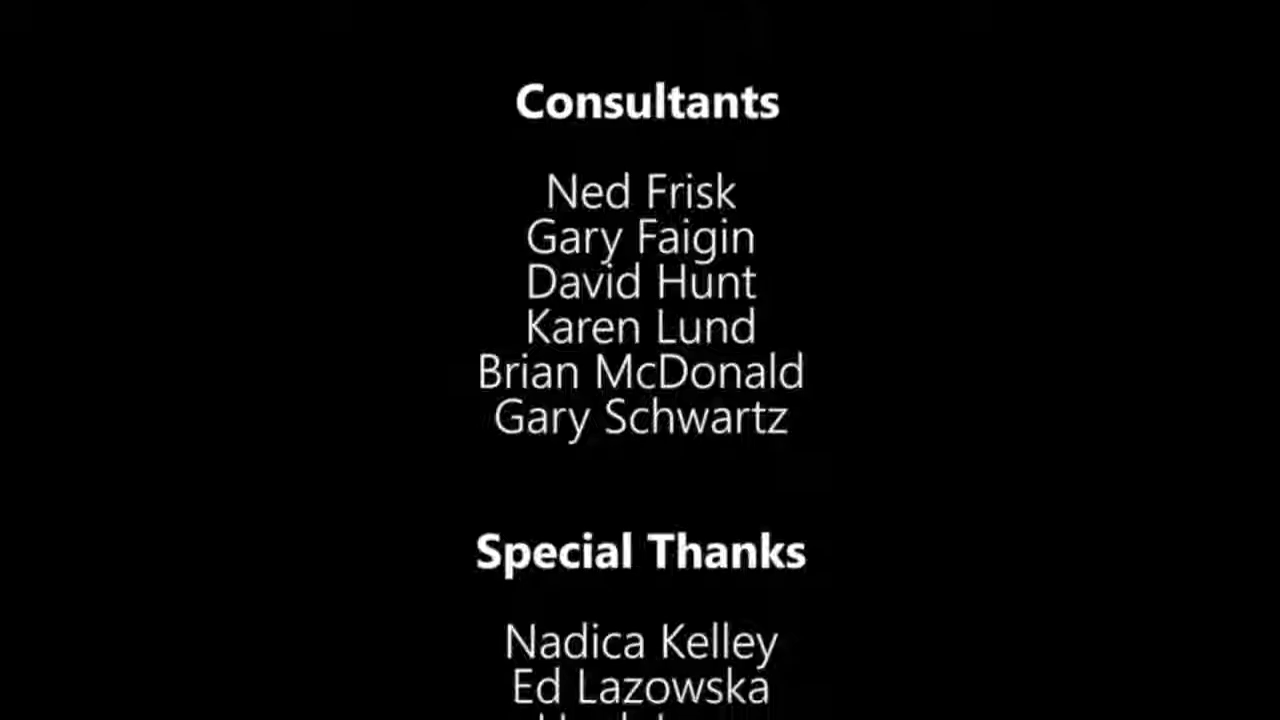 Consultants
Ned Frisk
Gary Faigin
David Hunt
Karen Lund
Brian McDonald
Gary Schwartz
Special Thanks
Nadica Kelley
Ed Lazowska